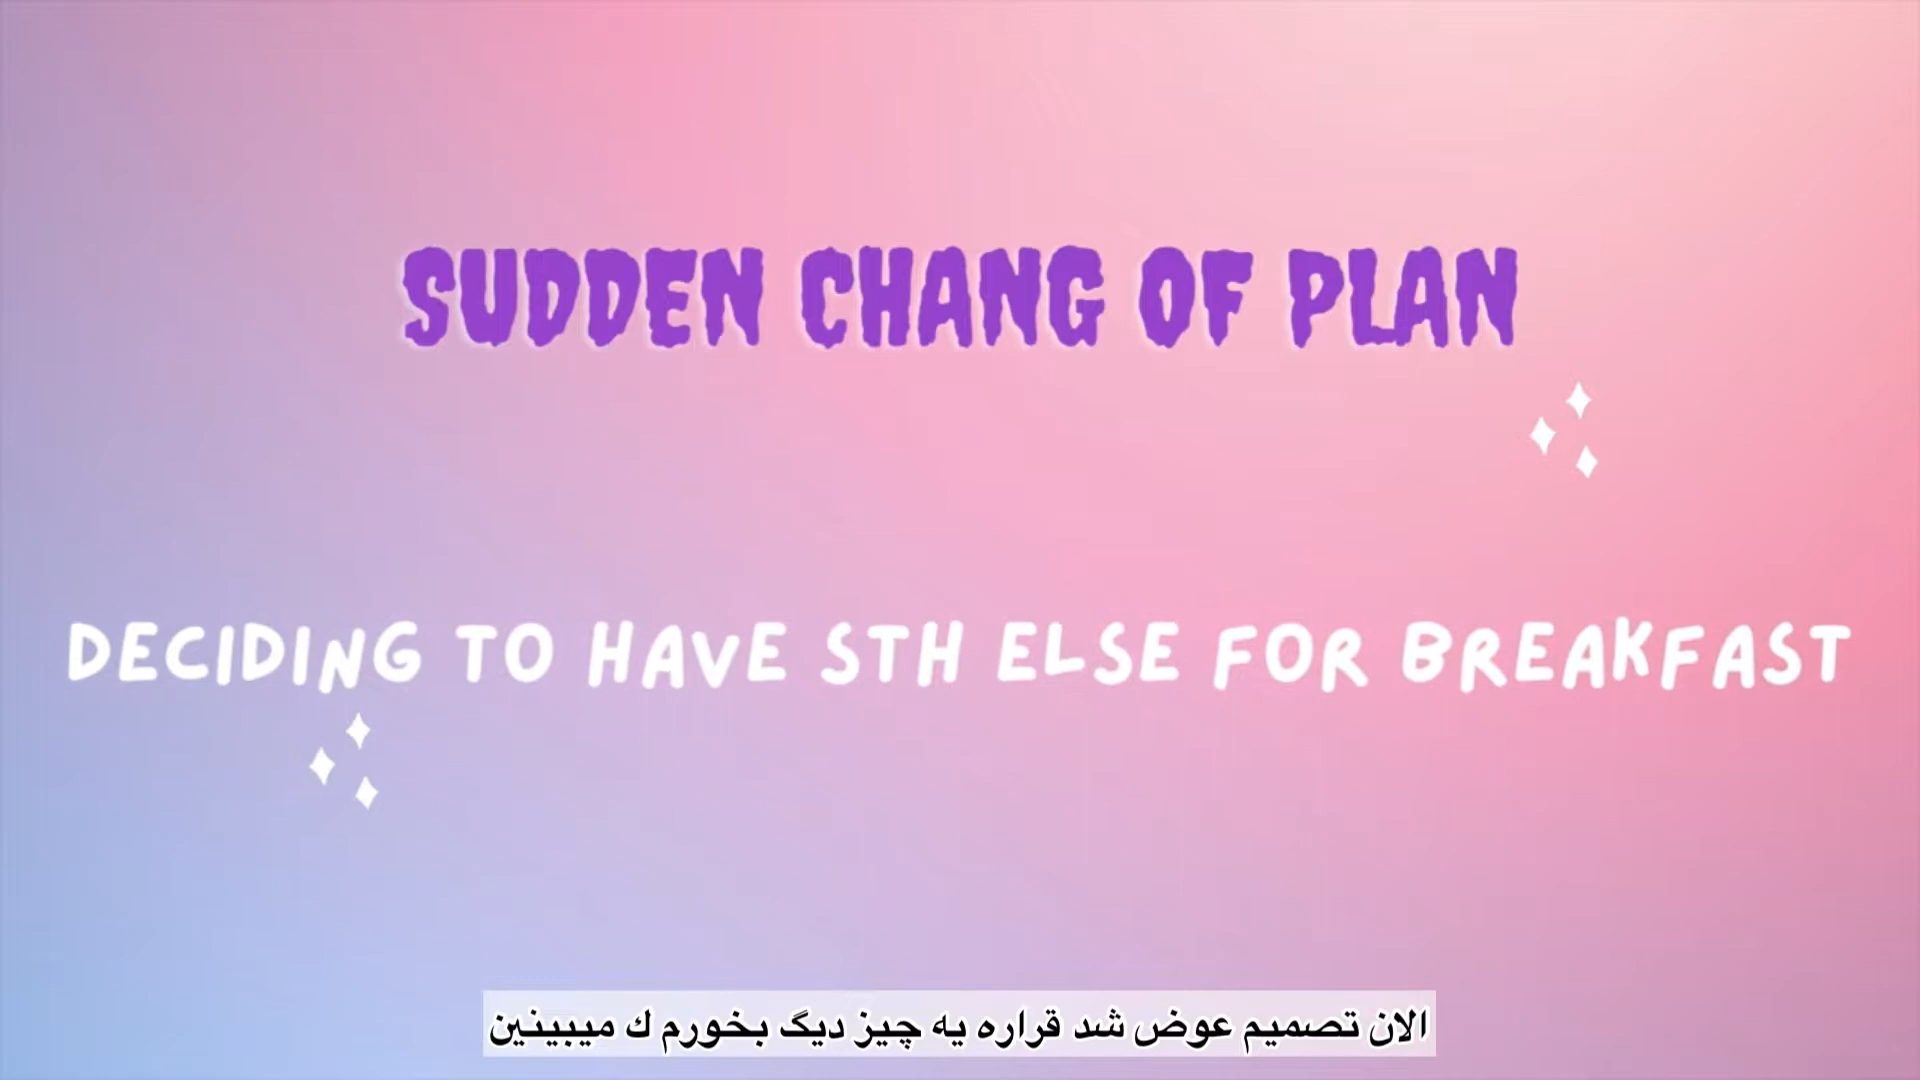 SUDDEN CHANG OF PLAN
DECIDING TO HAVE STH ELSE FOR BREAKFAST
الان تصمیم عوض شد قراره یه چیز دیگ بخورم ك میبینین